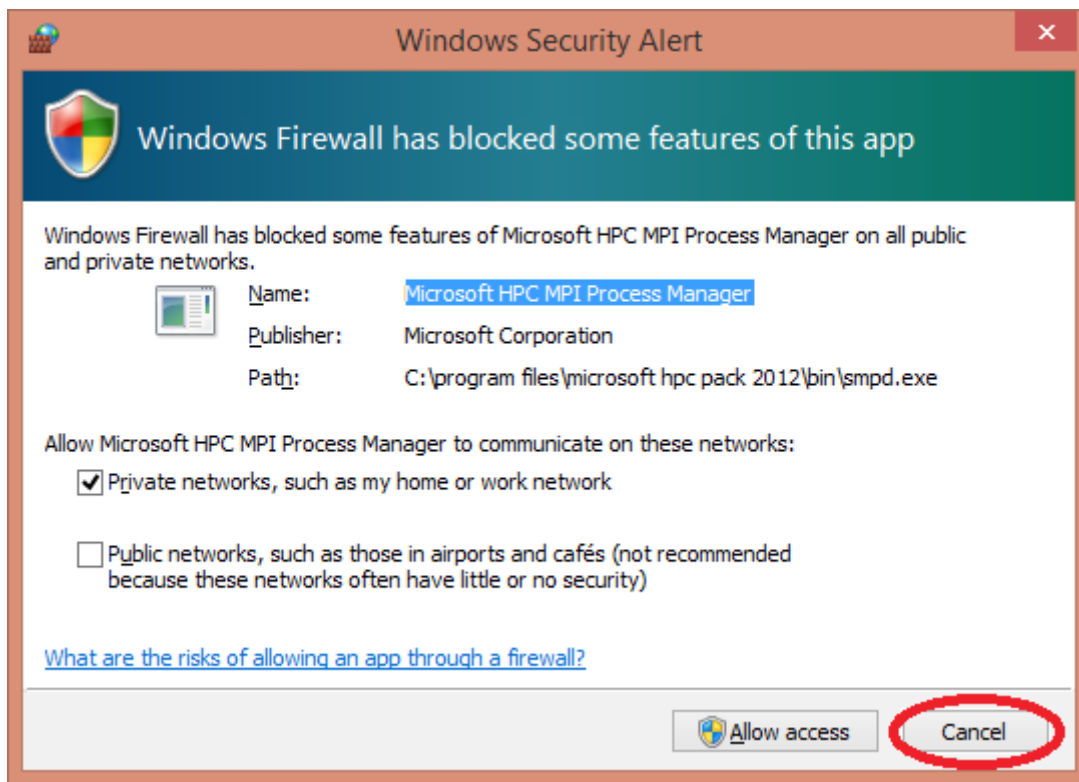 Windows Security Alert
Windows Firewall has blocked some features of this app
Windows Firewall has blocked some features of Microsoft HPC MPI Process Manager on all public
and private networks.
Name: Microsoft HPC MPI Process Manager
Publisher: Microsoft Corporation
Path: C:\program files\microsoft hpc pack 2012\bin\smpd.exe
Allow Microsoft HPC MPI Process Manager to communicate on these networks:
Private networks, such as my home or work network
Public networks, such as those in airports and cafés (not recommended
because these networks often have little or no security)
What are the risks of allowing an app through a firewall?
Allow access Cancel